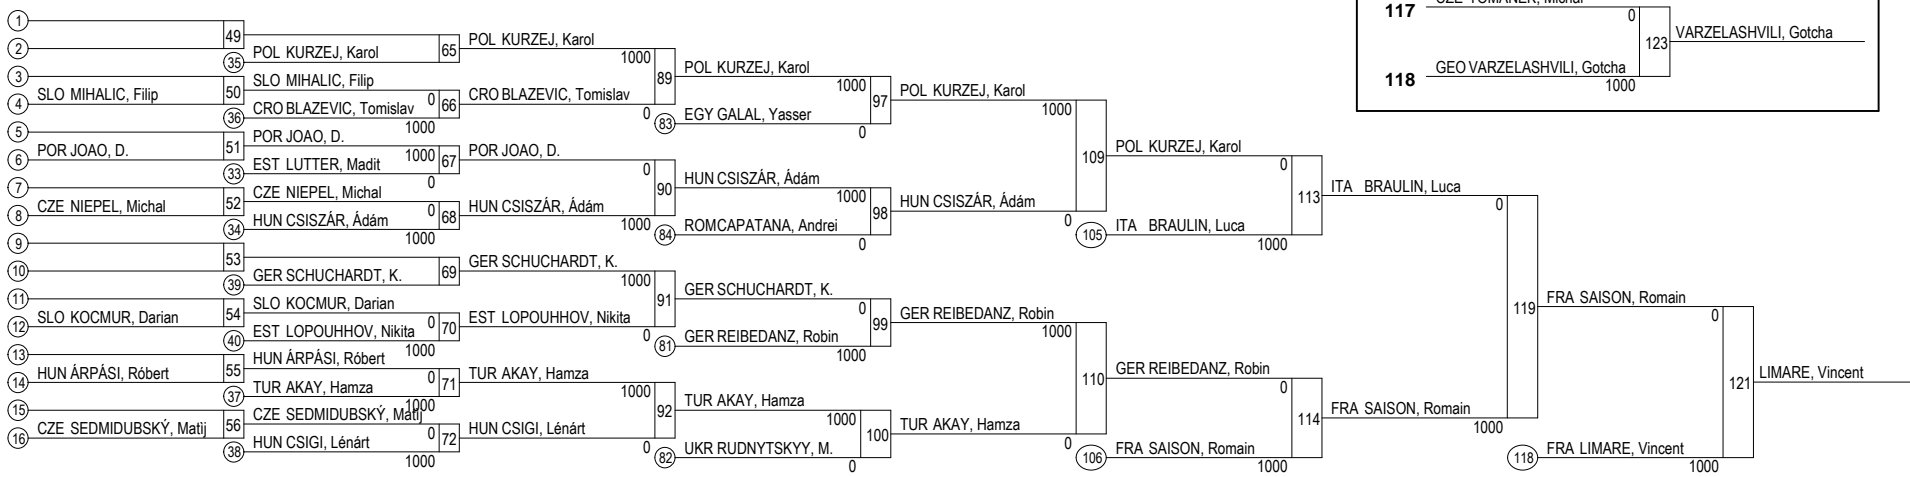 1
2
49
35 POL KURZEJ, Karol
65 POL KURZEJ, Karol
3
4 SLO MIHALIC, Filip
50 SLO MIHALIC, Filip 0
36 CRO BLAZEVIC, Tomislav 1000
66 CRO BLAZEVIC, Tomislav 0
1000
89 POL KURZEJ, Karol 1000
83 EGY GALAL, Yasser 0
97 POL KURZEJ, Karol 1000
5
6 POR JOAO, D.
51 POR JOAO, D. 1000
33 EST LUTTER, Madit 0
67 POR JOAO, D. 0
7
8 CZE NIEPEL, Michal
52 CZE NIEPEL, Michal 0
34 HUN CSISZÁR, Ádám 1000
68 HUN CSISZÁR, Ádám 1000
90 HUN CSISZÁR, Ádám 1000
84 ROMCAPATANA, Andrei 0
98 HUN CSISZÁR, Ádám 0
109 POL KURZEJ, Karol 0
105 ITA BRAULIN, Luca 1000
113 ITA BRAULIN, Luca 0
9
10
53
39 GER SCHUCHARDT, K.
69 GER SCHUCHARDT, K. 1000
11
12 SLO KOCMUR, Darian
54 SLO KOCMUR, Darian 0
40 EST LOPOUHHOV, Nikita 1000
70 EST LOPOUHHOV, Nikita 0
91 GER SCHUCHARDT, K. 0
81 GER REIBEDANZ, Robin 1000
99 GER REIBEDANZ, Robin 1000
13
14 HUN ÁRPÁSI, Róbert
55 HUN ÁRPÁSI, Róbert 0
37 TUR AKAY, Hamza 1000
71 TUR AKAY, Hamza 1000
15
16 CZE SEDMIDUBSKÝ, Matìj
56 CZE SEDMIDUBSKÝ, Matìj 0
38 HUN CSIGI, Lénárt 1000
72 HUN CSIGI, Lénárt 0
92 TUR AKAY, Hamza 1000
82 UKR RUDNYTSKYY, M. 0
100 TUR AKAY, Hamza 0
110 GER REIBEDANZ, Robin 0
106 FRA SAISON, Romain 1000
114 FRA SAISON, Romain 1000
119 FRA SAISON, Romain 0
118 FRA LIMARE, Vincent 1000
121 LIMARE, Vincent
117 CZE TOMANEK, Michal 0
118 GEO VARZELASHVILI, Gotcha 1000
123 VARZELASHVILI, Gotcha